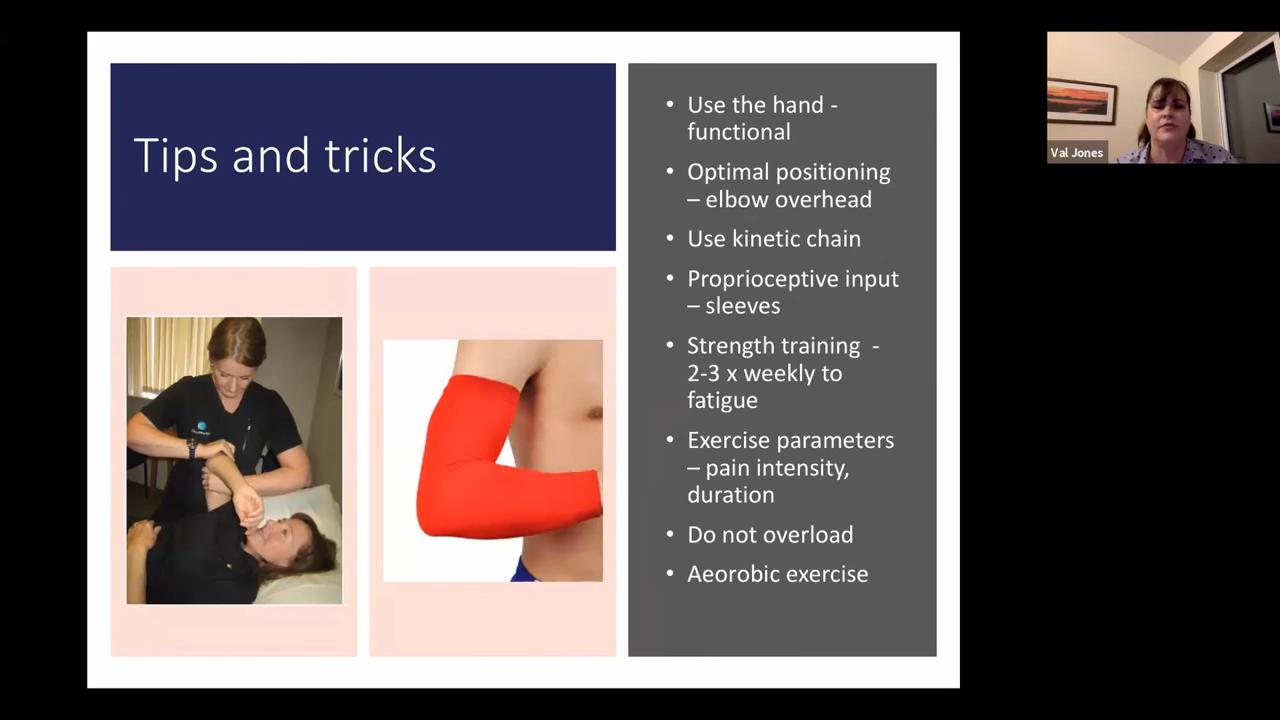 Tips and tricks
• Use the hand -
functional
• Optimal positioning
– elbow overhead
• Use kinetic chain
• Proprioceptive input
– sleeves
• Strength training  -
2-3 x weekly to
fatigue
• Exercise parameters
– pain intensity,
duration
• Do not overload
• Aeorobic exercise
Val Jones